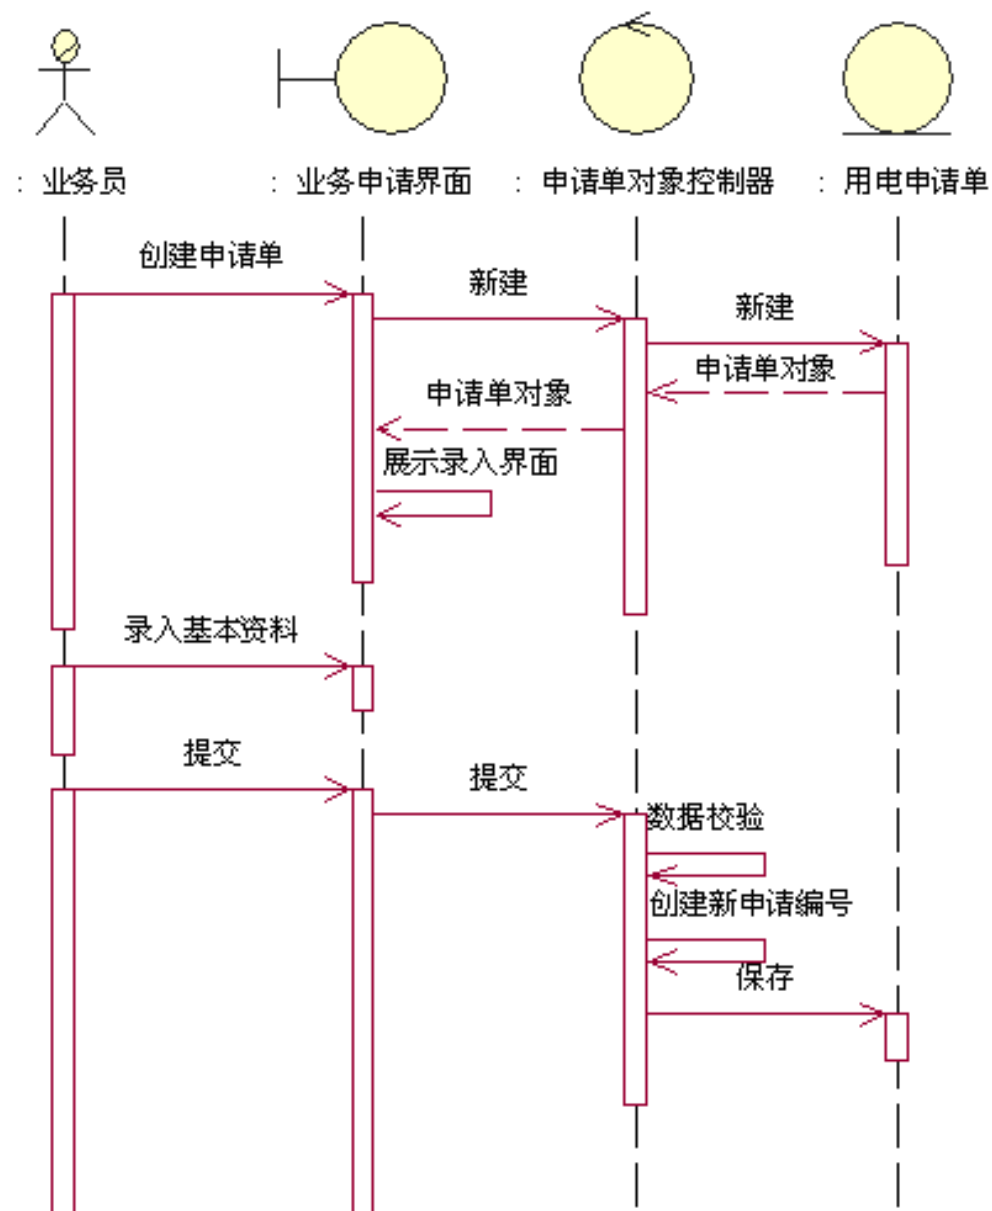 : 业务员
: 业务申请界面
: 申请单对象控制器
: 用电申请单
创建申请单
新建
新建
申请单对象
申请单对象
展示录入界面
录入基本资料
提交
提交
数据校验
创建新申请编号
保存